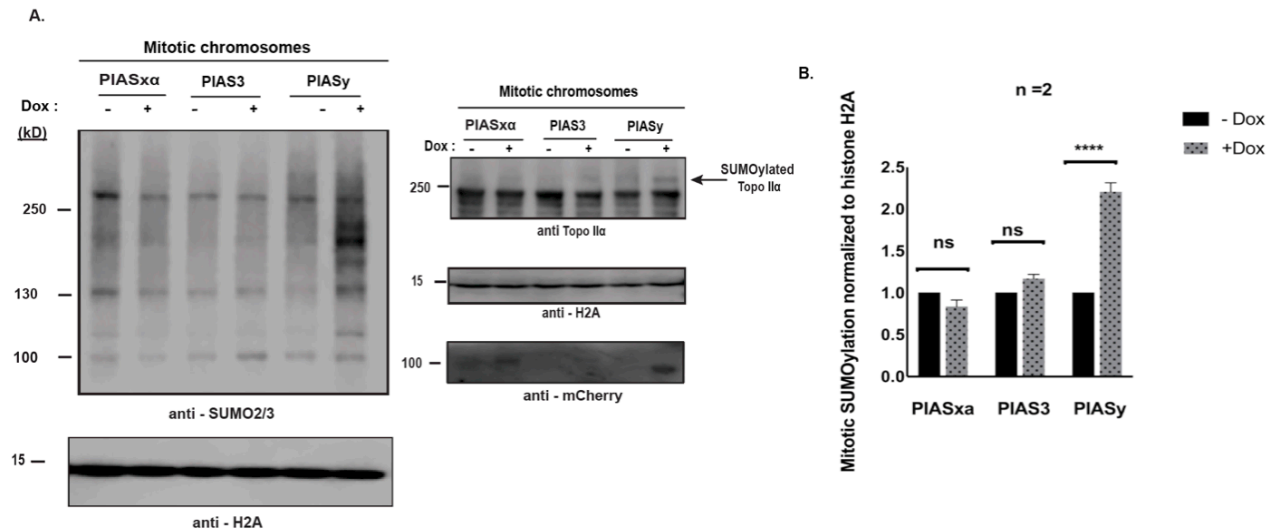 A.
Mitotic chromosomes
PIASxα PIAS3 PIASy
Dox : - + - + - +
(kD)
250
130
100
anti - SUMO2/3
15
anti - H2A
Mitotic chromosomes
PIASxα PIAS3 PIASy
Dox : - + - + - +
250
SUMOylated
Topo IIα
anti Topo IIα
15
anti - H2A
100
anti - mCherry
B.
n =2
Mitotic SUMOylation normalized to histone H2A
- Dox
+Dox
2.5
2.0
1.5
1.0
0.5
0.0
ns
ns
****
PIASxa PIAS3 PIASy